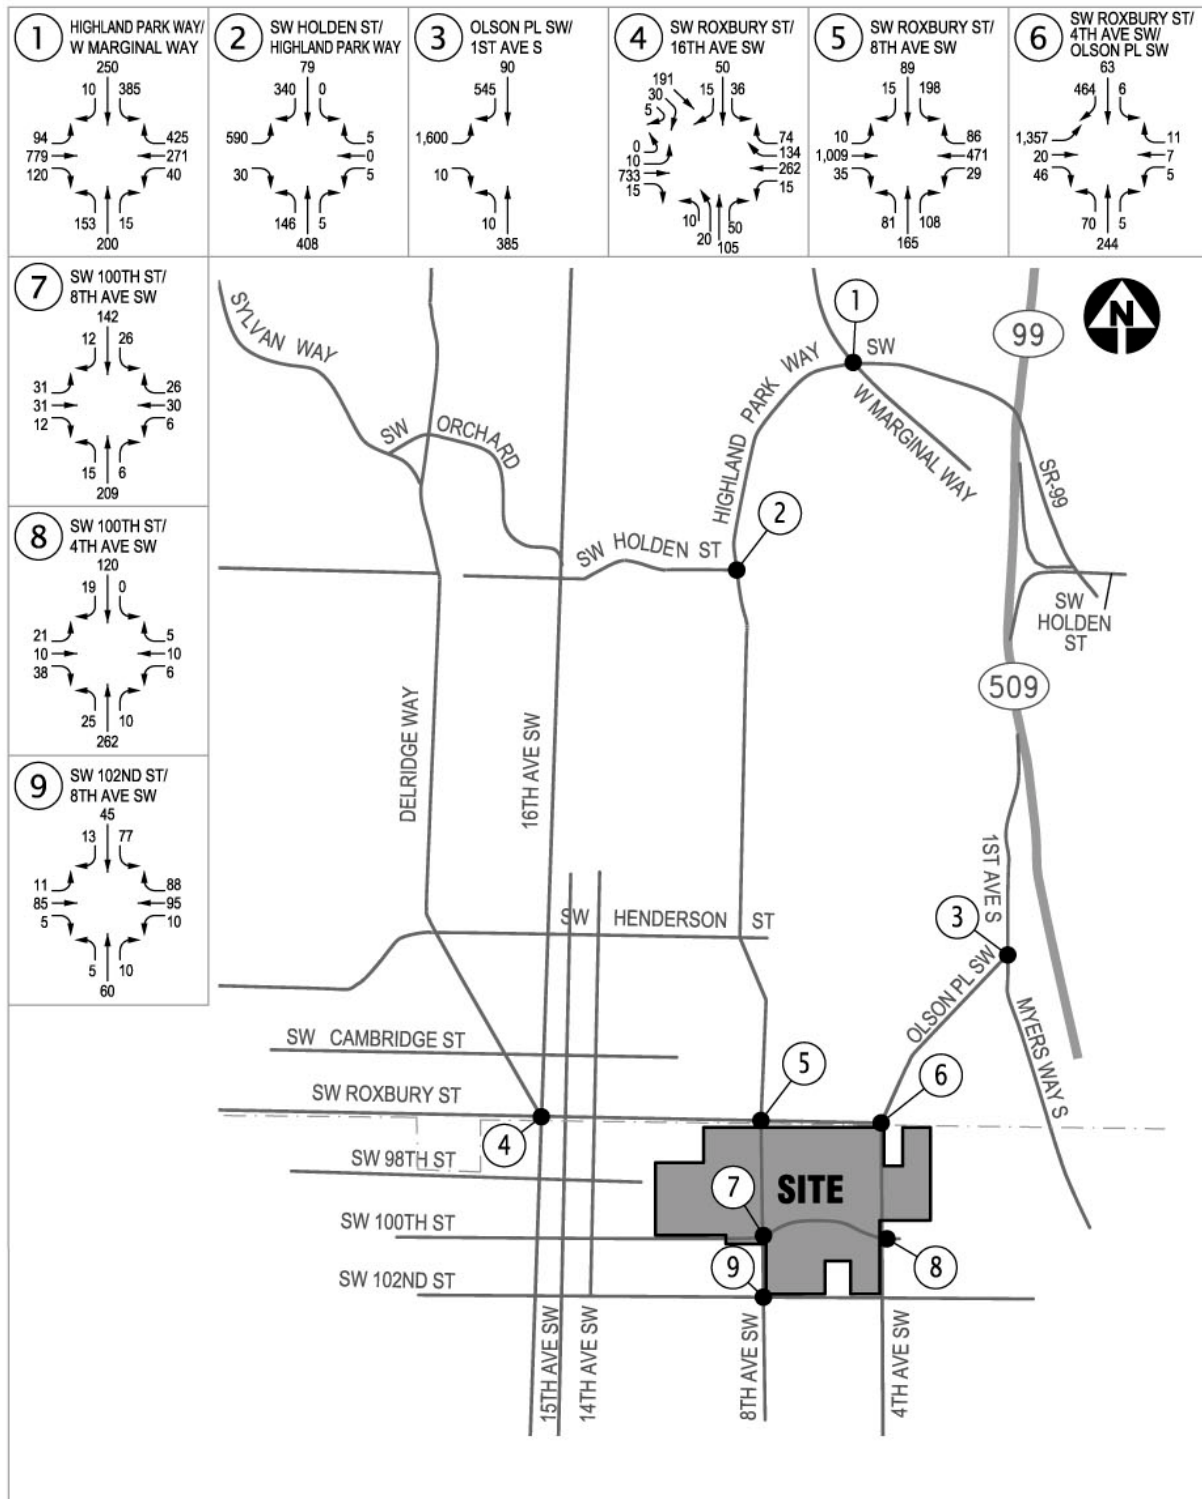 1
HIGHLAND PARK WAY/
W MARGINAL WAY
250
10 385
94 425
779 271
120 40
153 15
200
2
SW HOLDEN ST/
HIGHLAND PARK WAY
79
340 0
590 5
0
30 5
146 5
408
3
OLSON PL SW/
1ST AVE S
90
545
1,600
10
10
385
4
SW ROXBURY ST/
16TH AVE SW
50
191
30 15 36
5
74
0 134
10 262
733 15
15
10 50
20 105
5
SW ROXBURY ST/
8TH AVE SW
89
15 198
10 86
1,009 471
35 29
81 108
165
6
SW ROXBURY ST/
4TH AVE SW/
OLSON PL SW
63
464 6
1,357 11
20 7
46 5
70 5
244
7
SW 100TH ST/
8TH AVE SW
142
12 26
31 26
31 30
12 6
15 6
209
8
SW 100TH ST/
4TH AVE SW
120
19 0
21 5
10 10
38 6
25 10
262
9
SW 102ND ST/
8TH AVE SW
45
13 77
11 88
85 95
5 10
5 10
60
N
SYLVAN WAY
SW ORCHARD
1
HIGHLAND PARK WAY SW
W MARGINAL WAY
99
SR-99
2
SW HOLDEN ST
SW
HOLDEN
ST
509
DELRIDGE WAY
16TH AVE SW
1ST AVE S
3
SW HENDERSON ST
OLSON PL SW
MYERS WAY S
SW CAMBRIDGE ST
5
6
SW ROXBURY ST
4
SW 98TH ST
SITE
7
SW 100TH ST
8
9
SW 102ND ST
15TH AVE SW
14TH AVE SW
8TH AVE SW
4TH AVE SW